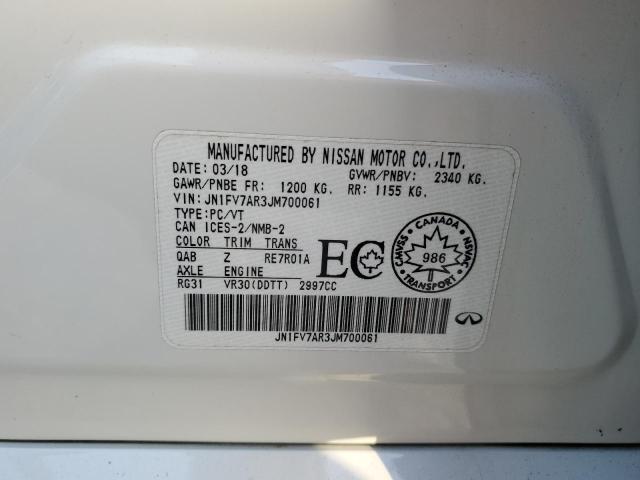 MANUFACTURED BY NISSAN MOTOR CO.,LTD.
DATE: 03/18 GVWR/PNBV: 2340 KG.
GAWR/PNBE FR: 1200 KG. RR: 1155 KG.
VIN: JN1FV7AR3JM700061
TYPE:PC/VT
CAN ICES-2/NMB-2
COLOR TRIM TRANS
QAB Z RE7R01A
AXLE ENGINE
RG31 VR30(DDTT) 2997CC
EC
CANADA
CMVSS 986 NSVAC
TRANSPORT
JN1FV7AR3JM700061